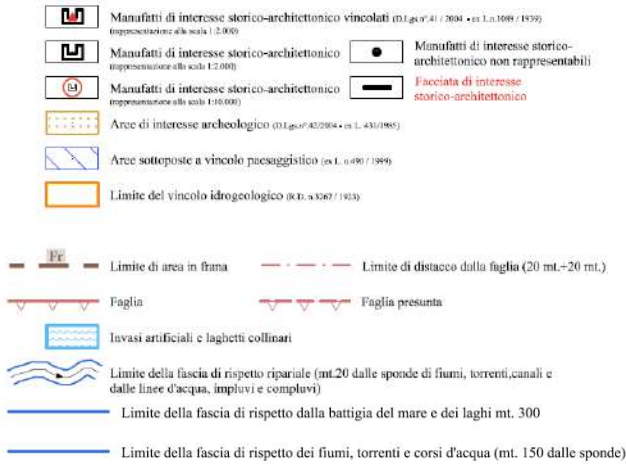 Manufatti di interesse storico-architettonico vincolati (D.Lgs.n°.41 / 2004 • ex L.n.1089 / 1939)
(rappresentazione alla scala 1:2.000)
Manufatti di interesse storico-architettonico
(rappresentazione alla scala 1:2.000)
Manufatti di interesse storico-
architettonico non rappresentabili
Manufatti di interesse storico-architettonico
(rappresentazione alla scala 1:10.000)
Facciata di interesse
storico-architettonico
Aree di interesse archeologico (D.Lgs.n°.42/2004 • ex L. 431/1985)
Aree sottoposte a vincolo paesaggistico (ex L. n.490 / 1999)
Limite del vincolo idrogeologico (R.D. n.3267 / 1923)
Fr
Limite di area in frana
Limite di distacco dalla faglia (20 mt.÷20 mt.)
Faglia
Faglia presunta
Invasi artificiali e laghetti collinari
Limite della fascia di rispetto ripariale (mt.20 dalle sponde di fiumi, torrenti,canali e
dalle linee d'acqua, impluvi e compluvi)
Limite della fascia di rispetto dalla battigia del mare e dei laghi mt. 300
Limite della fascia di rispetto dei fiumi, torrenti e corsi d'acqua (mt. 150 dalle sponde)